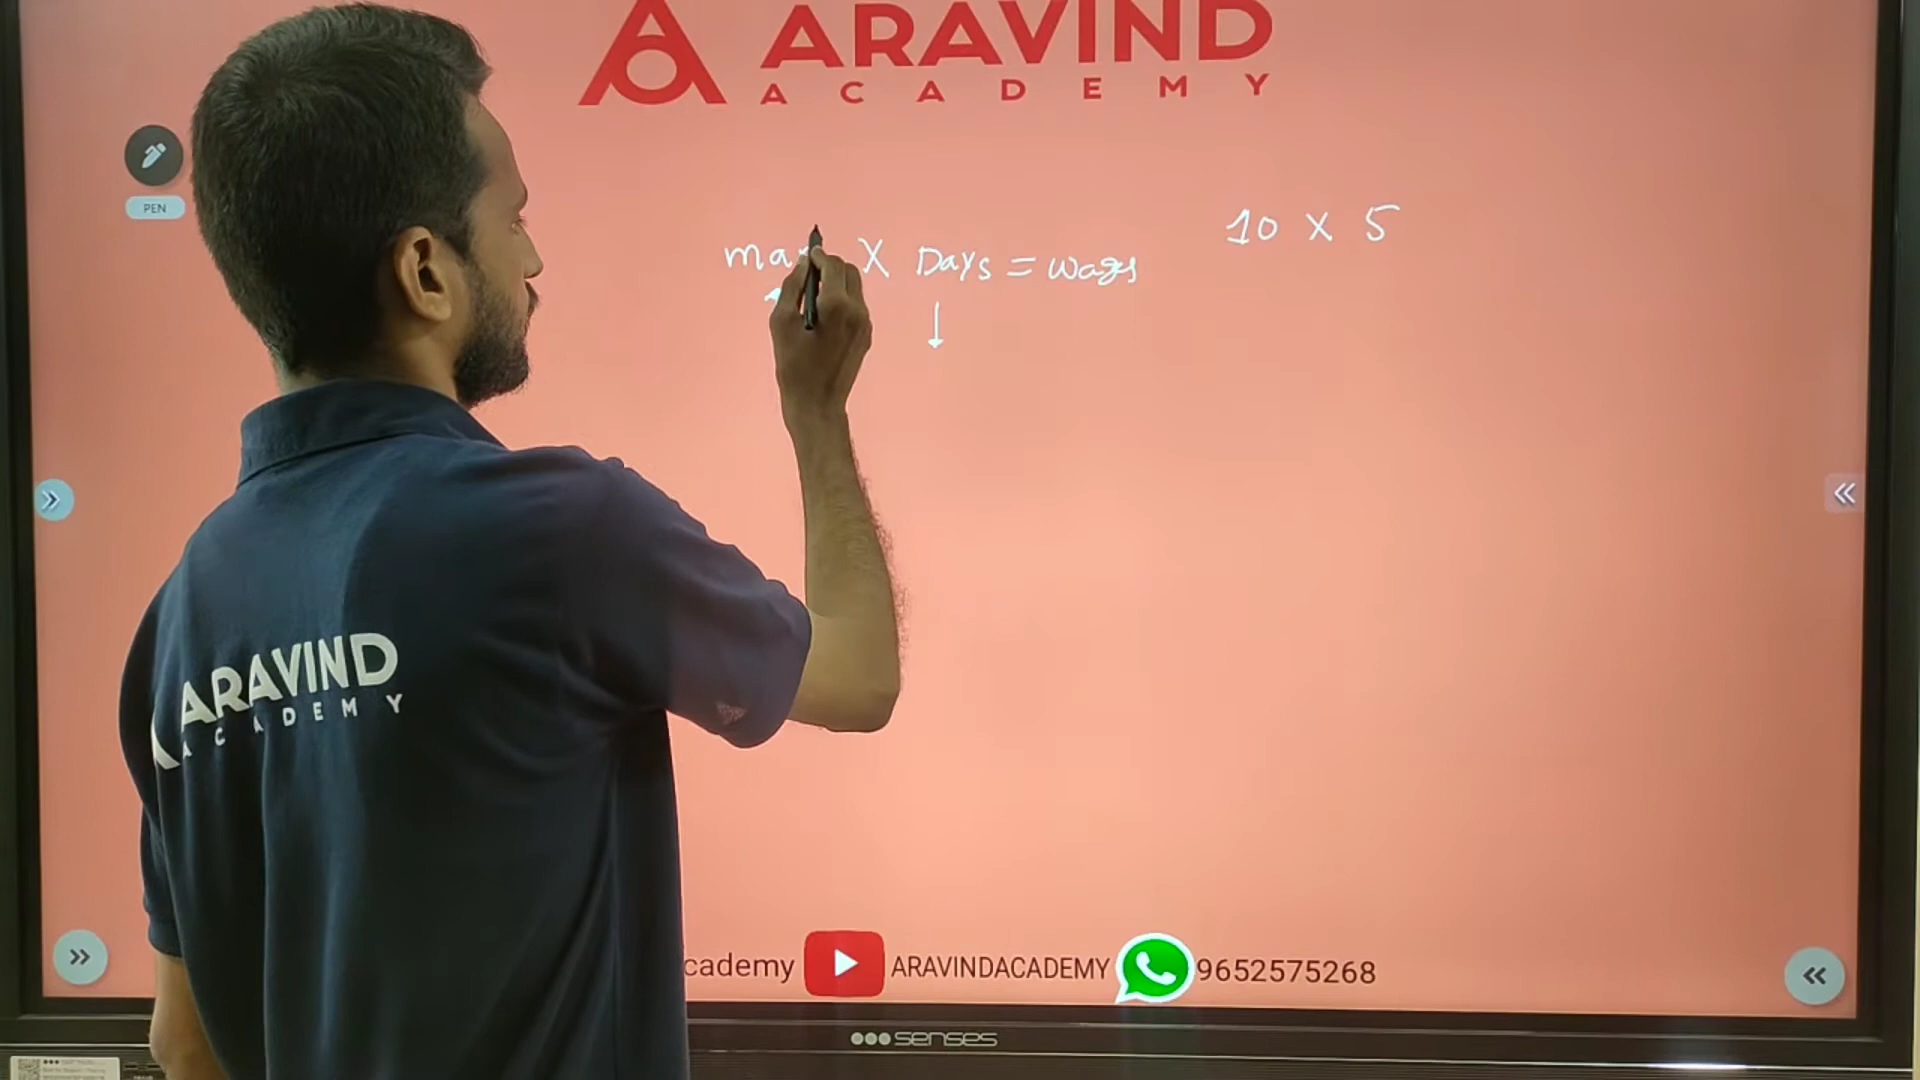 ARAVIND
ACADEMY
PEN
10 X 5
X Days = wages
ARAVIND
ACADEMY
cademy ARAVINDACADEMY 9652575268
senses